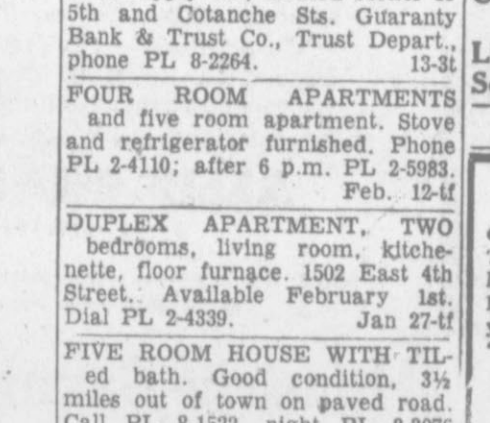 5th and Cotanche Sts. Guaranty
Bank & Trust Co., Trust Depart.,
phone PL 8-2264. 13-3t
FOUR ROOM APARTMENTS
and five room apartment. Stove
and refrigerator furnished. Phone
PL 2-4110; after 6 p.m. PL 2-5983.
Feb. 12-tf
DUPLEX APARTMENT, TWO
bedrooms, living room, kitche-
nette, floor furnace. 1502 East 4th
Street. Available February 1st.
Dial PL 2-4339. Jan 27-tf
FIVE ROOM HOUSE WITH TIL-
ed bath. Good condition, 3½
miles out of town on paved road.
Call PL night PL